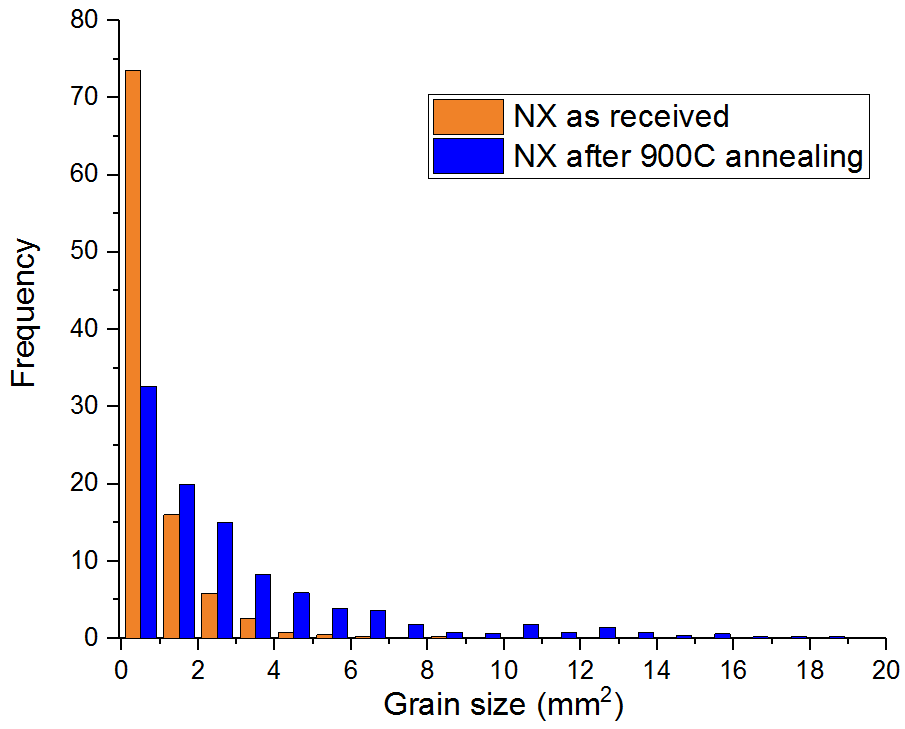 80
70
60
50
40
30
20
10
0
Frequency
NX as received
NX after 900C annealing
0 2 4 6 8 10 12 14 16 18 20
Grain size (mm²)